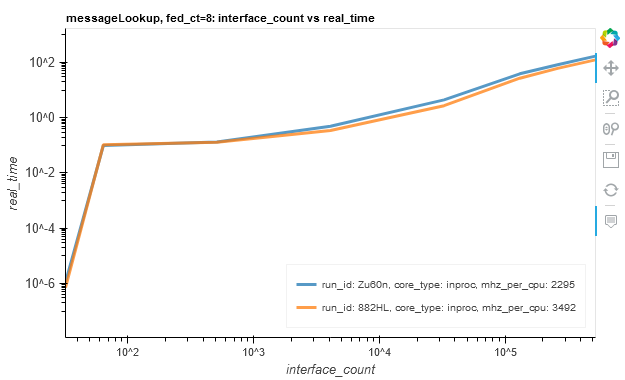 messageLookup, fed_ct=8: interface_count vs real_time
10^2
10^0
10^-2
10^-4
10^-6
real_time
run_id: Zu60n, core_type: inproc, mhz_per_cpu: 2295
run_id: 882HL, core_type: inproc, mhz_per_cpu: 3492
10^2
10^3
10^4
10^5
interface_count